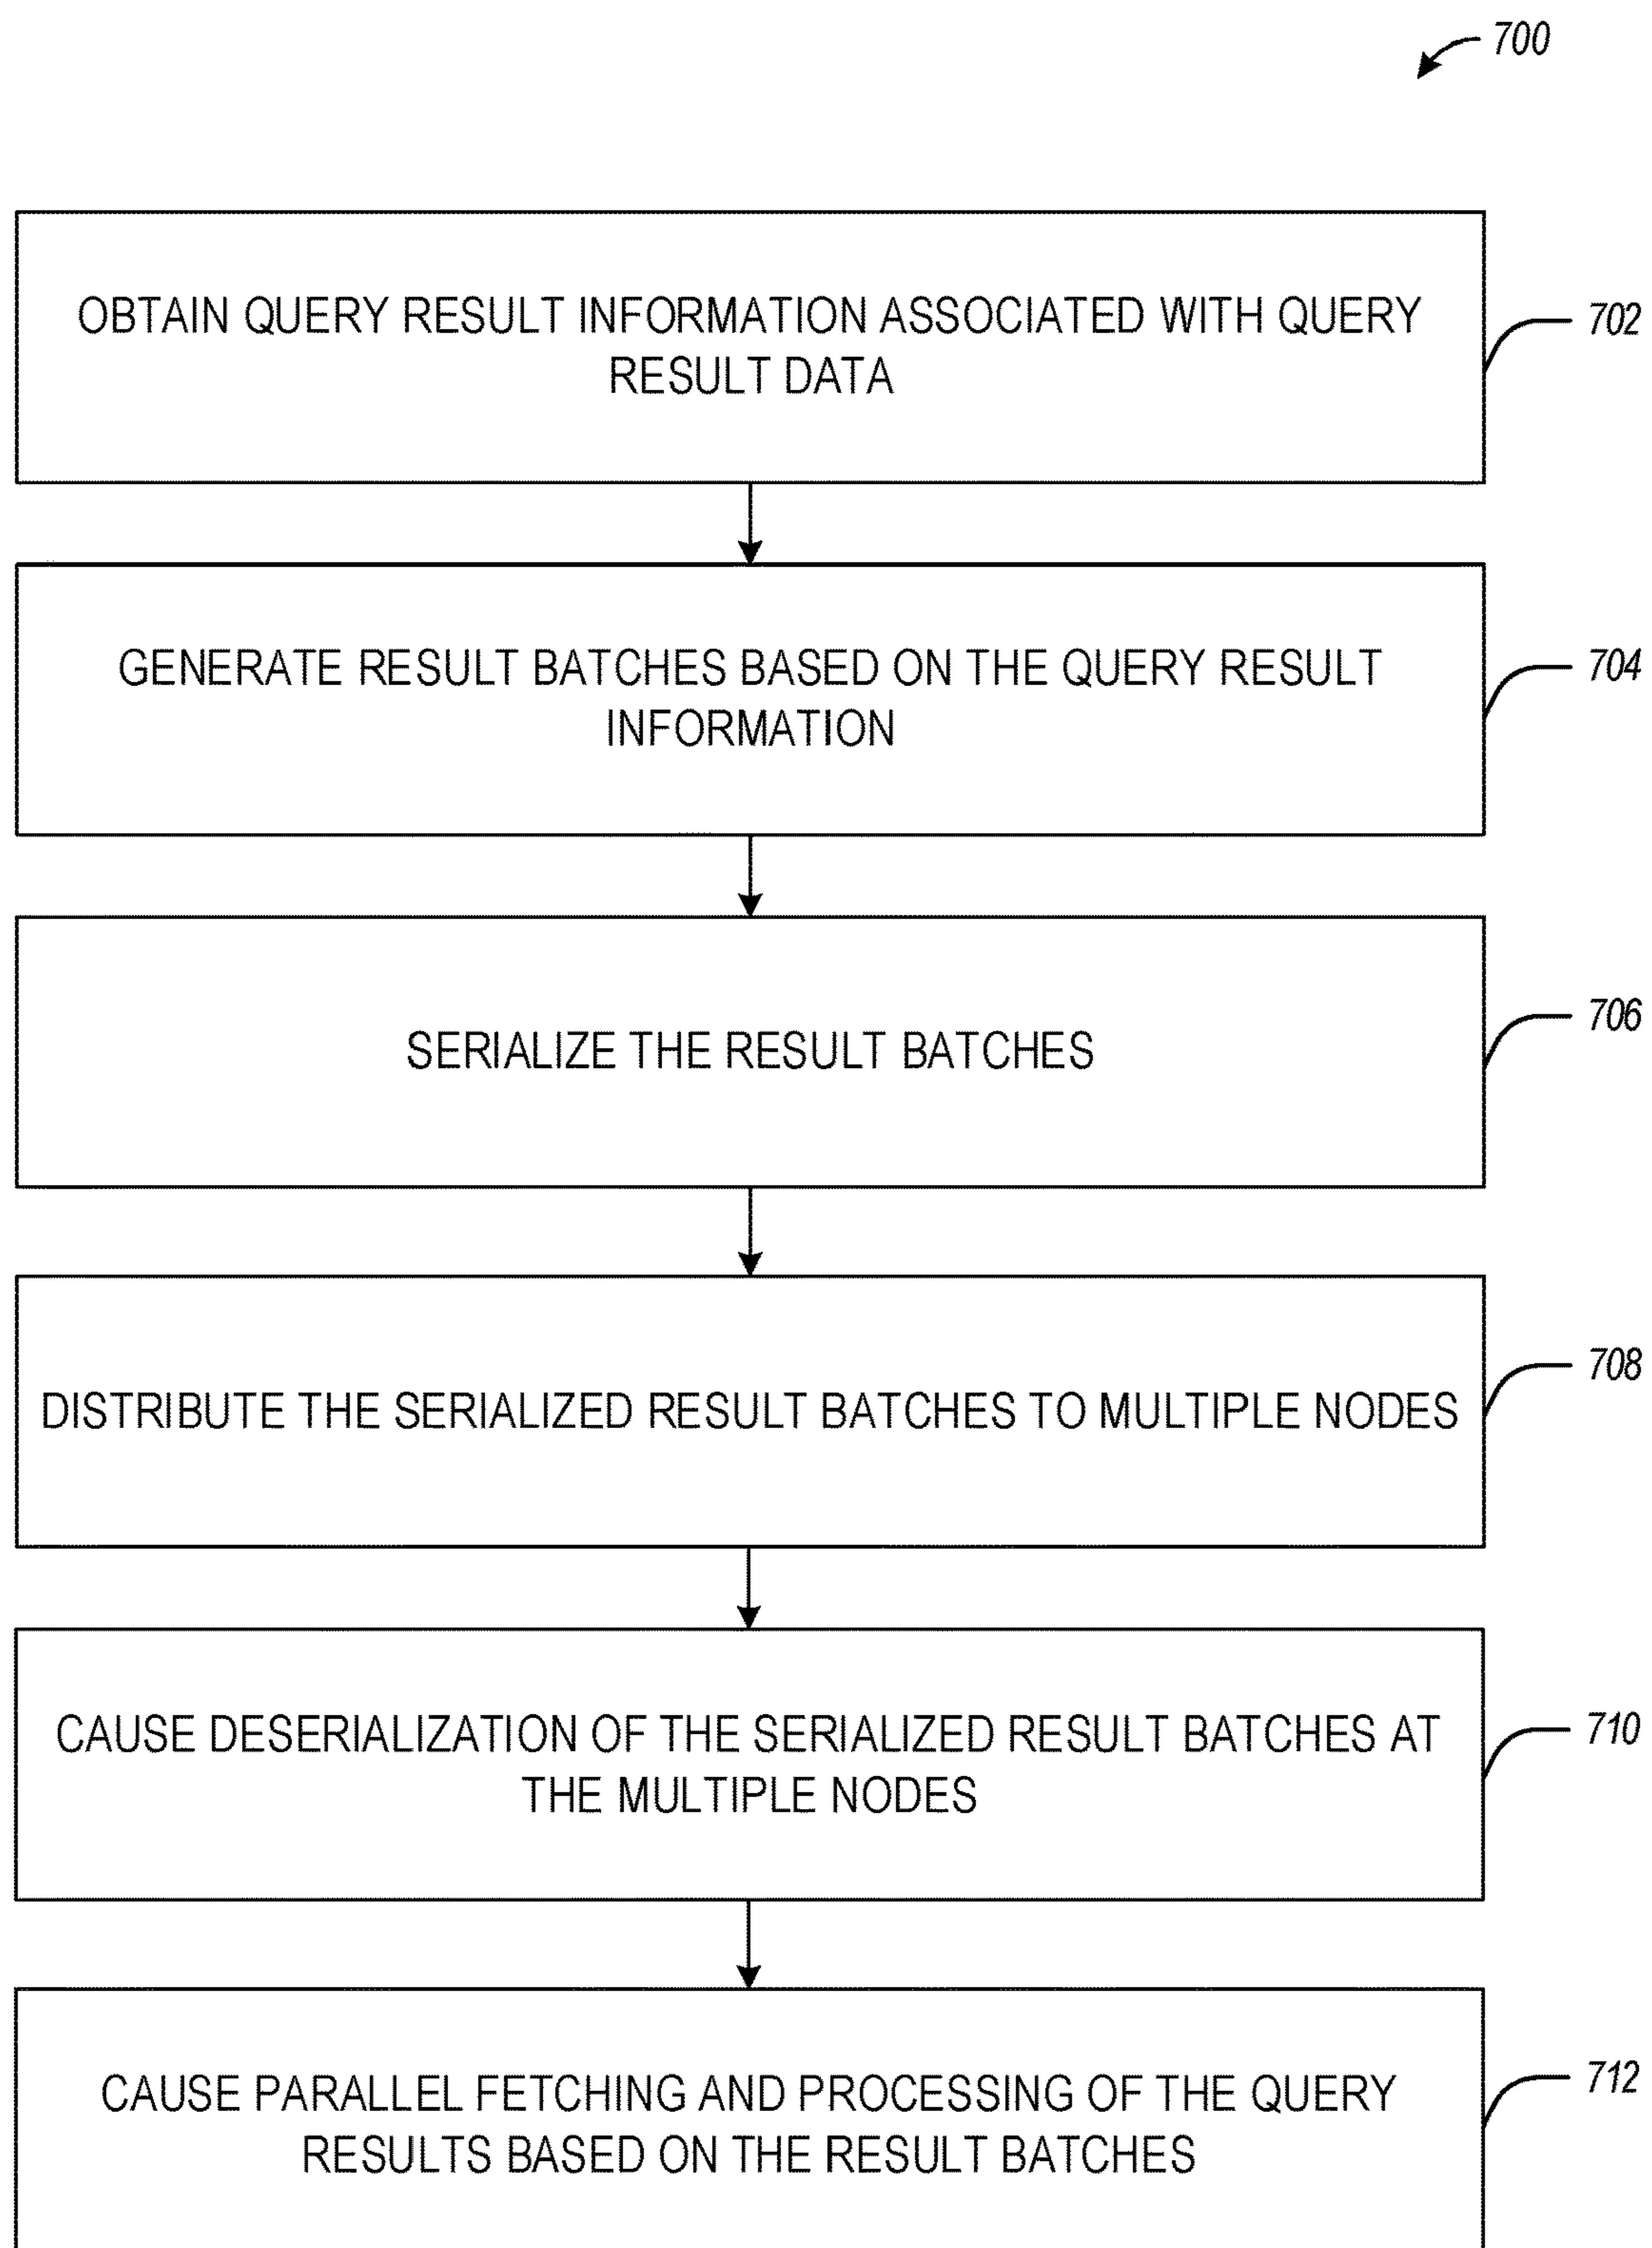 700
OBTAIN QUERY RESULT INFORMATION ASSOCIATED WITH QUERY
RESULT DATA
702
GENERATE RESULT BATCHES BASED ON THE QUERY RESULT
INFORMATION
704
SERIALIZE THE RESULT BATCHES
706
DISTRIBUTE THE SERIALIZED RESULT BATCHES TO MULTIPLE NODES
708
CAUSE DESERIALIZATION OF THE SERIALIZED RESULT BATCHES AT
THE MULTIPLE NODES
710
CAUSE PARALLEL FETCHING AND PROCESSING OF THE QUERY
RESULTS BASED ON THE RESULT BATCHES
712